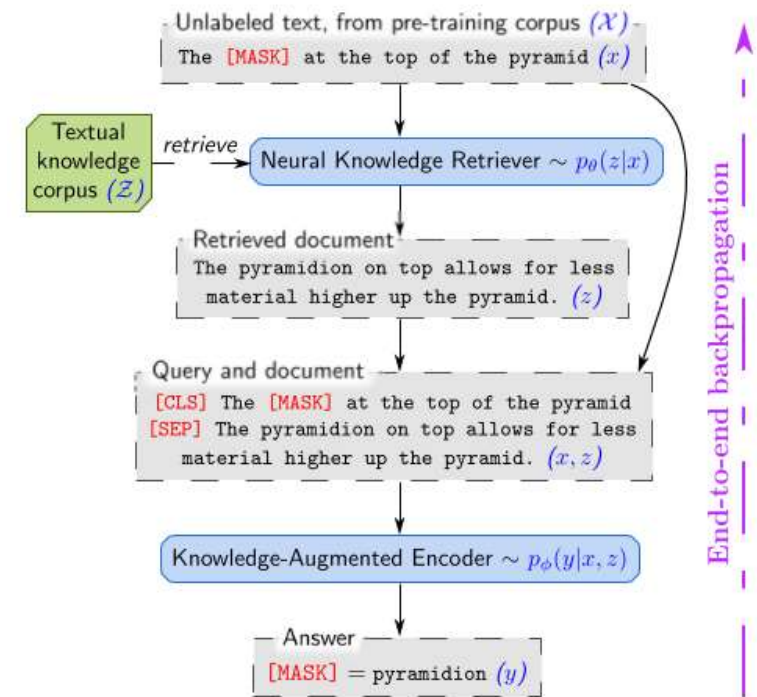 Unlabeled text, from pre-training corpus (𝒳)
The [MASK] at the top of the pyramid (x)
Textual
knowledge
corpus (𝒵)
retrieve
Neural Knowledge Retriever ∼ pθ(z|x)
Retrieved document
The pyramidion on top allows for less
material higher up the pyramid. (z)
Query and document
[CLS] The [MASK] at the top of the pyramid
[SEP] The pyramidion on top allows for less
material higher up the pyramid. (x, z)
Knowledge-Augmented Encoder ∼ pϕ(y|x, z)
Answer
[MASK] = pyramidion (y)
End-to-end backpropagation